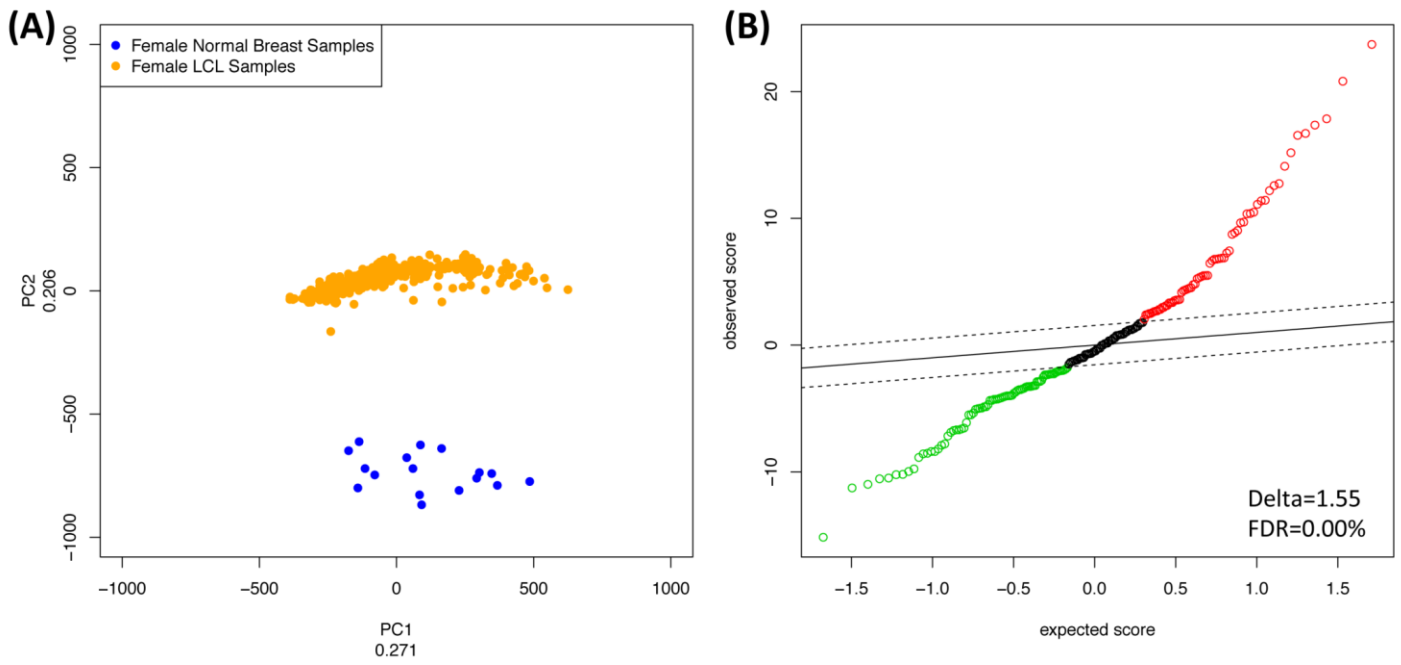 (A)
Female Normal Breast Samples
Female LCL Samples
1000
500
0
−500
−1000
PC2
0.206
−1000 −500 0 500 1000
PC1
0.271
(B)
20
10
0
−10
observed score
Delta=1.55
FDR=0.00%
−1.5 −1.0 −0.5 0.0 0.5 1.0 1.5
expected score